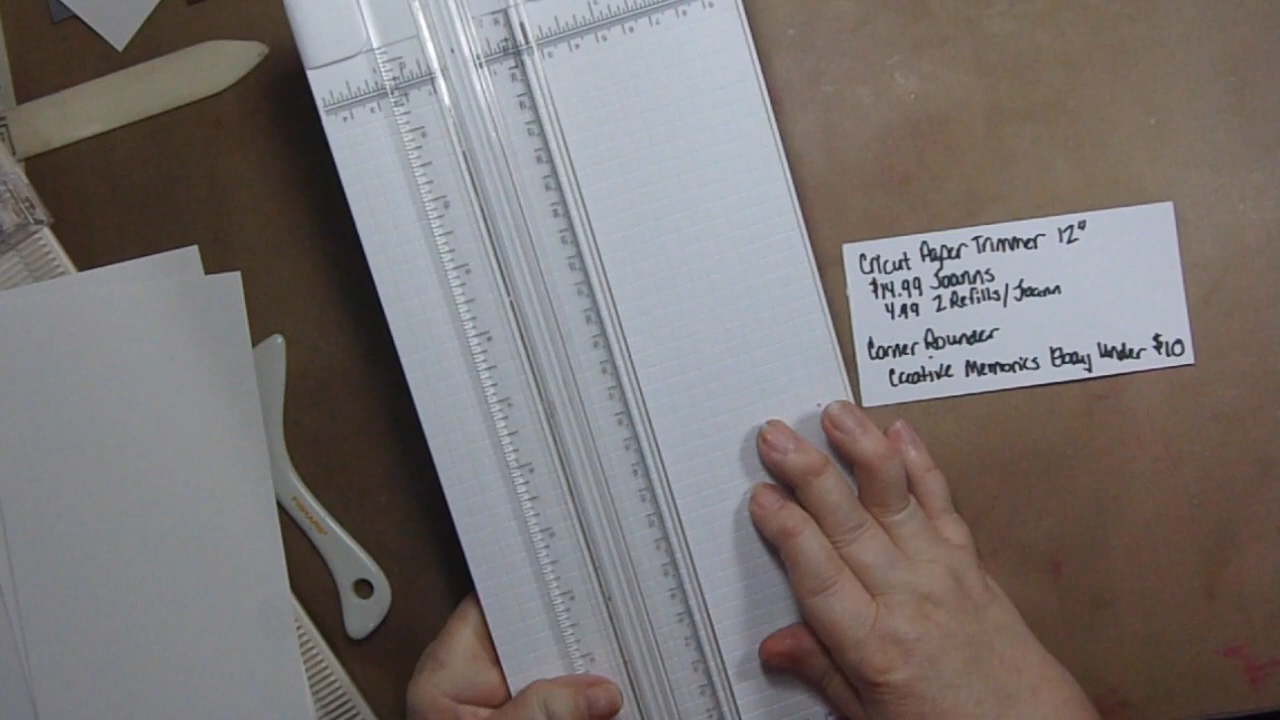 Cricut Paper Trimmer 12"
$14.99 Joanns
4.99 2 Refills/Joann
Corner Rounder
Creative Memories Ebay Under $10